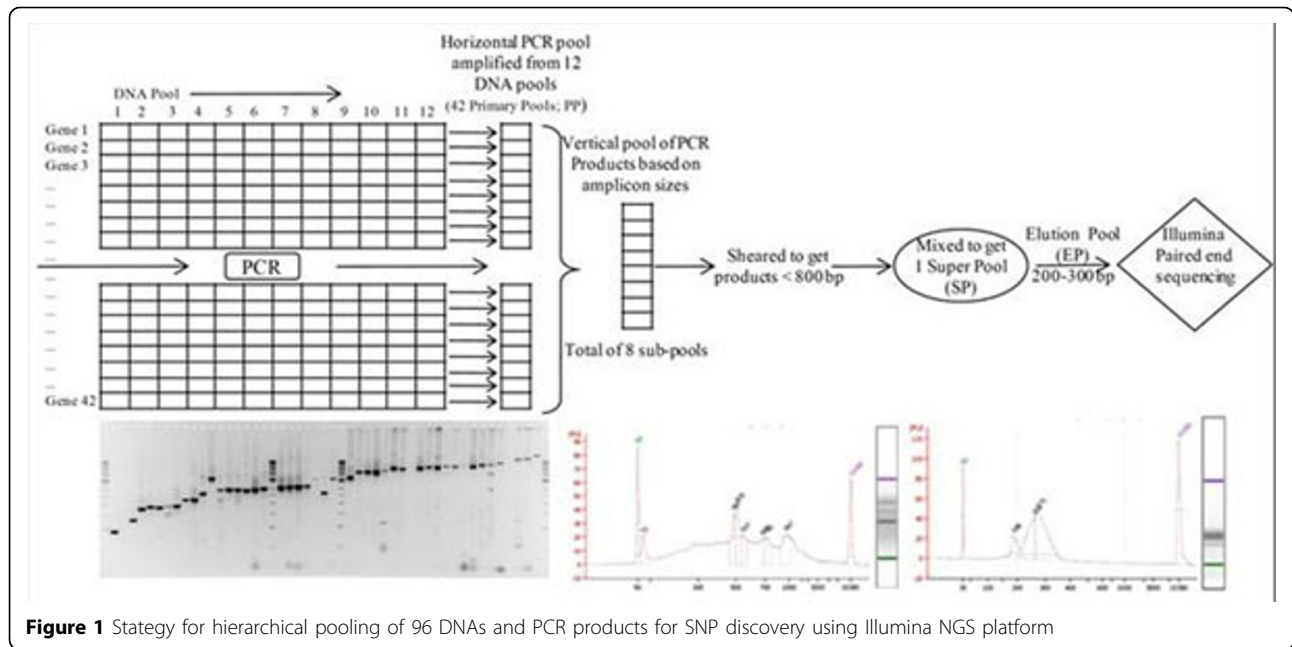 Horizontal PCR pool
amplified from 12
DNA pools
(42 Primary Pools; PP)
DNA Pool
1 2 3 4 5 6 7 8 9 10 11 12
Gene 1
Gene 2
Gene 3
Vertical pool of PCR
Products based on
amplicon sizes
PCR
Sheared to get
products < 800 bp
Mixed to get
1 Super Pool
(SP)
Elution Pool
(EP)
200-300 bp
Illumina
Paired end
sequencing
Total of 8 sub-pools
Gene 42
Figure 1 Stategy for hierarchical pooling of 96 DNAs and PCR products for SNP discovery using Illumina NGS platform